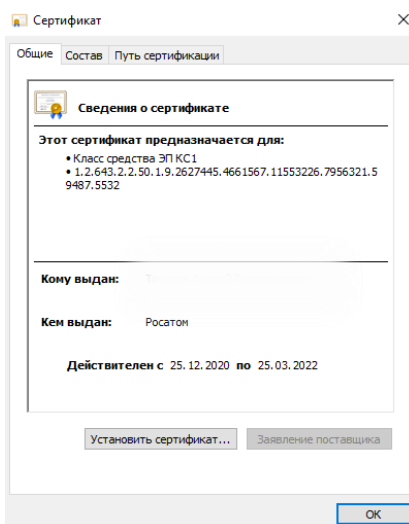 Сертификат
Общие Состав Путь сертификации
Сведения о сертификате
Этот сертификат предназначается для:
• Класс средства ЭП КС1
• 1.2.643.2.2.50.1.9.2627445.4661567.11553226.7956321.5
9487.5532
Кому выдан:
Кем выдан: Росатом
Действителен с 25.12.2020 по 25.03.2022
Установить сертификат... Заявление поставщика
ОК